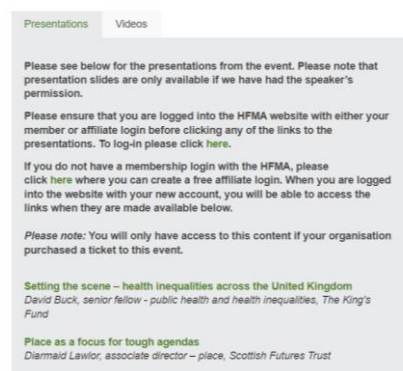 Presentations Videos
Please see below for the presentations from the event. Please note that
presentation slides are only available if we have had the speaker's
permission.
Please ensure that you are logged into the HFMA website with either your
member or affiliate login before clicking any of the links to the
presentations. To log-in please click here.
If you do not have a membership login with the HFMA, please
click here where you can create a free affiliate login. When you are logged
into the website with your new account, you will be able to access the
links when they are made available below.
Please note: You will only have access to this content if your organisation
purchased a ticket to this event.
Setting the scene – health inequalities across the United Kingdom
David Buck, senior fellow - public health and health inequalities, The King's
Fund
Place as a focus for tough agendas
Diarmaid Lawlor, associate director – place, Scottish Futures Trust